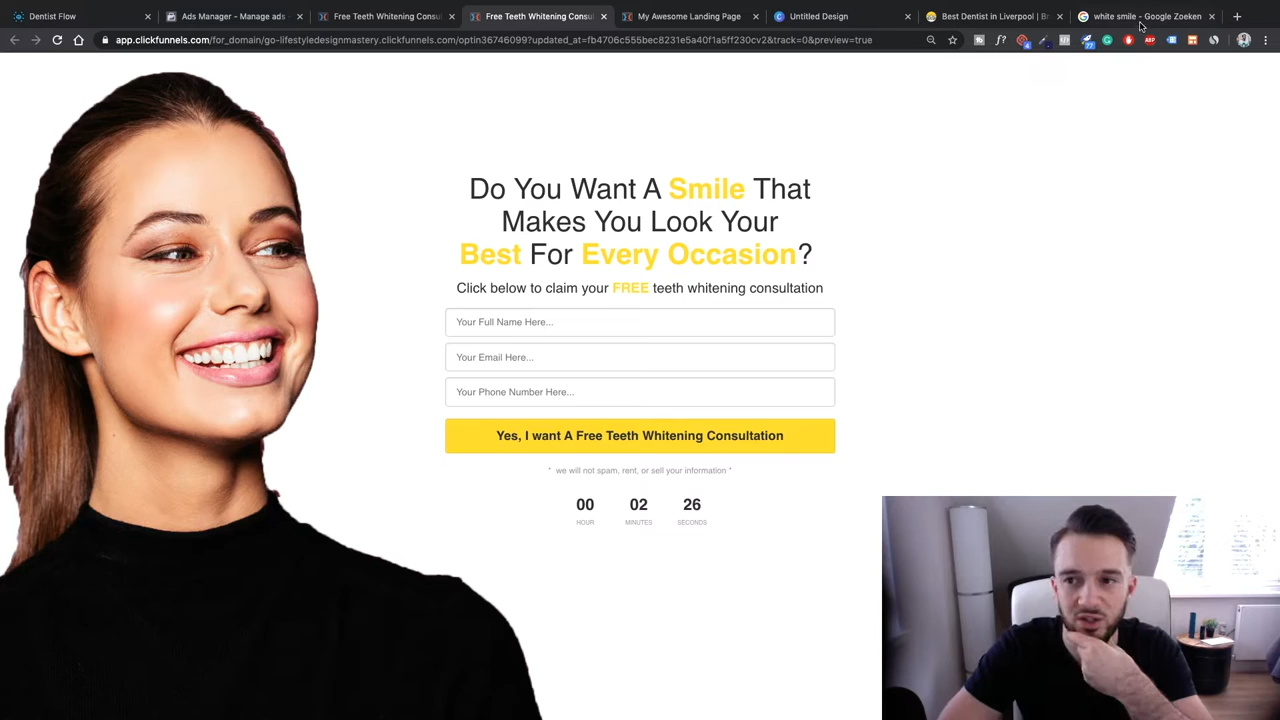 Dentist Flow
Ads Manager - Manage ads -
Free Teeth Whitening Consul
Free Teeth Whitening Consul
My Awesome Landing Page
Untitled Design
Best Dentist in Liverpool | Br
white smile - Google Zoeken
app.clickfunnels.com/for_domain/go-lifestyledesignmastery.clickfunnels.com/optin36746099?updated_at=fb4706c555bec8231e5a40f1a5ff230cv2&track=0&preview=true
Do You Want A Smile That
Makes You Look Your
Best For Every Occasion?
Click below to claim your FREE teeth whitening consultation
Your Full Name Here...
Your Email Here...
Your Phone Number Here...
Yes, I want A Free Teeth Whitening Consultation
* we will not spam, rent, or sell your information *
00 02 26
HOUR MINUTES SECONDS